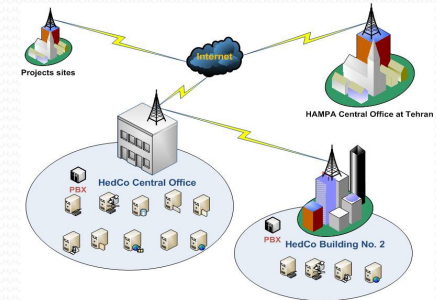 Internet
Projects sites
HAMPA Central Office at Tehran
HedCo Central Office
PBX
PBX
HedCo Building No. 2